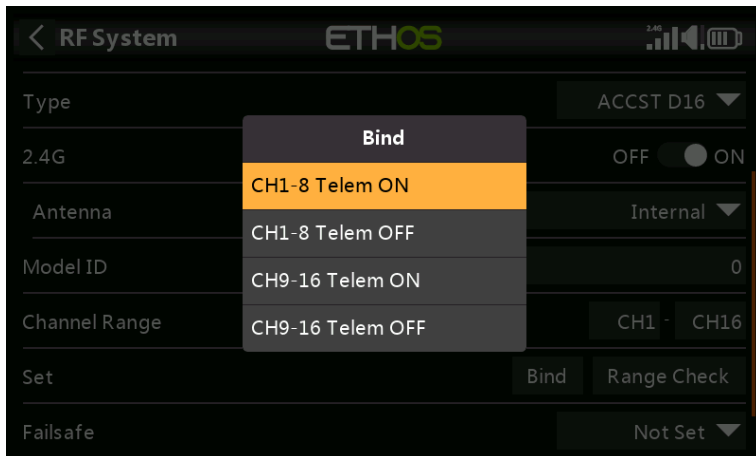 RF System ETHOS 2.4G
Type ACCST D16
Bind
2.4G OFF ON
CH1-8 Telem ON
Antenna Internal
CH1-8 Telem OFF
Model ID 0
CH9-16 Telem ON
Channel Range CH1 - CH16
CH9-16 Telem OFF
Set Bind Range Check
Failsafe Not Set